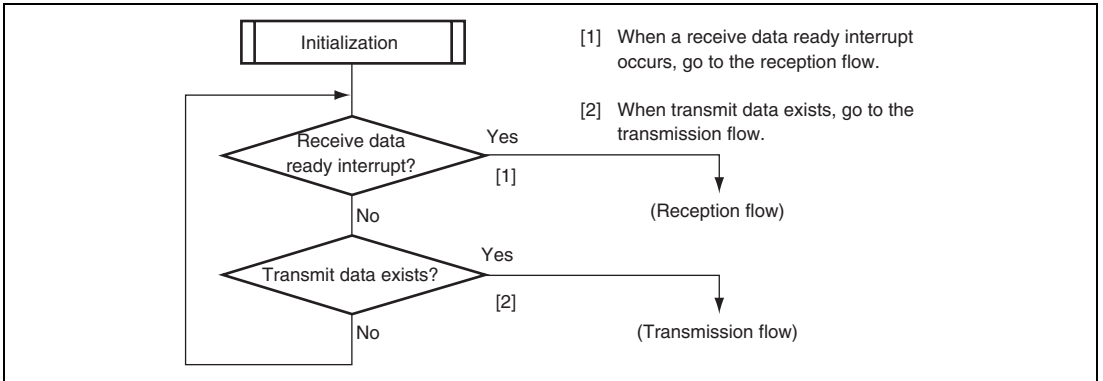 Initialization
[1] When a receive data ready interrupt
occurs, go to the reception flow.
[2] When transmit data exists, go to the
transmission flow.
Receive data
ready interrupt?
Yes
[1]
(Reception flow)
No
Transmit data exists?
Yes
[2]
(Transmission flow)
No